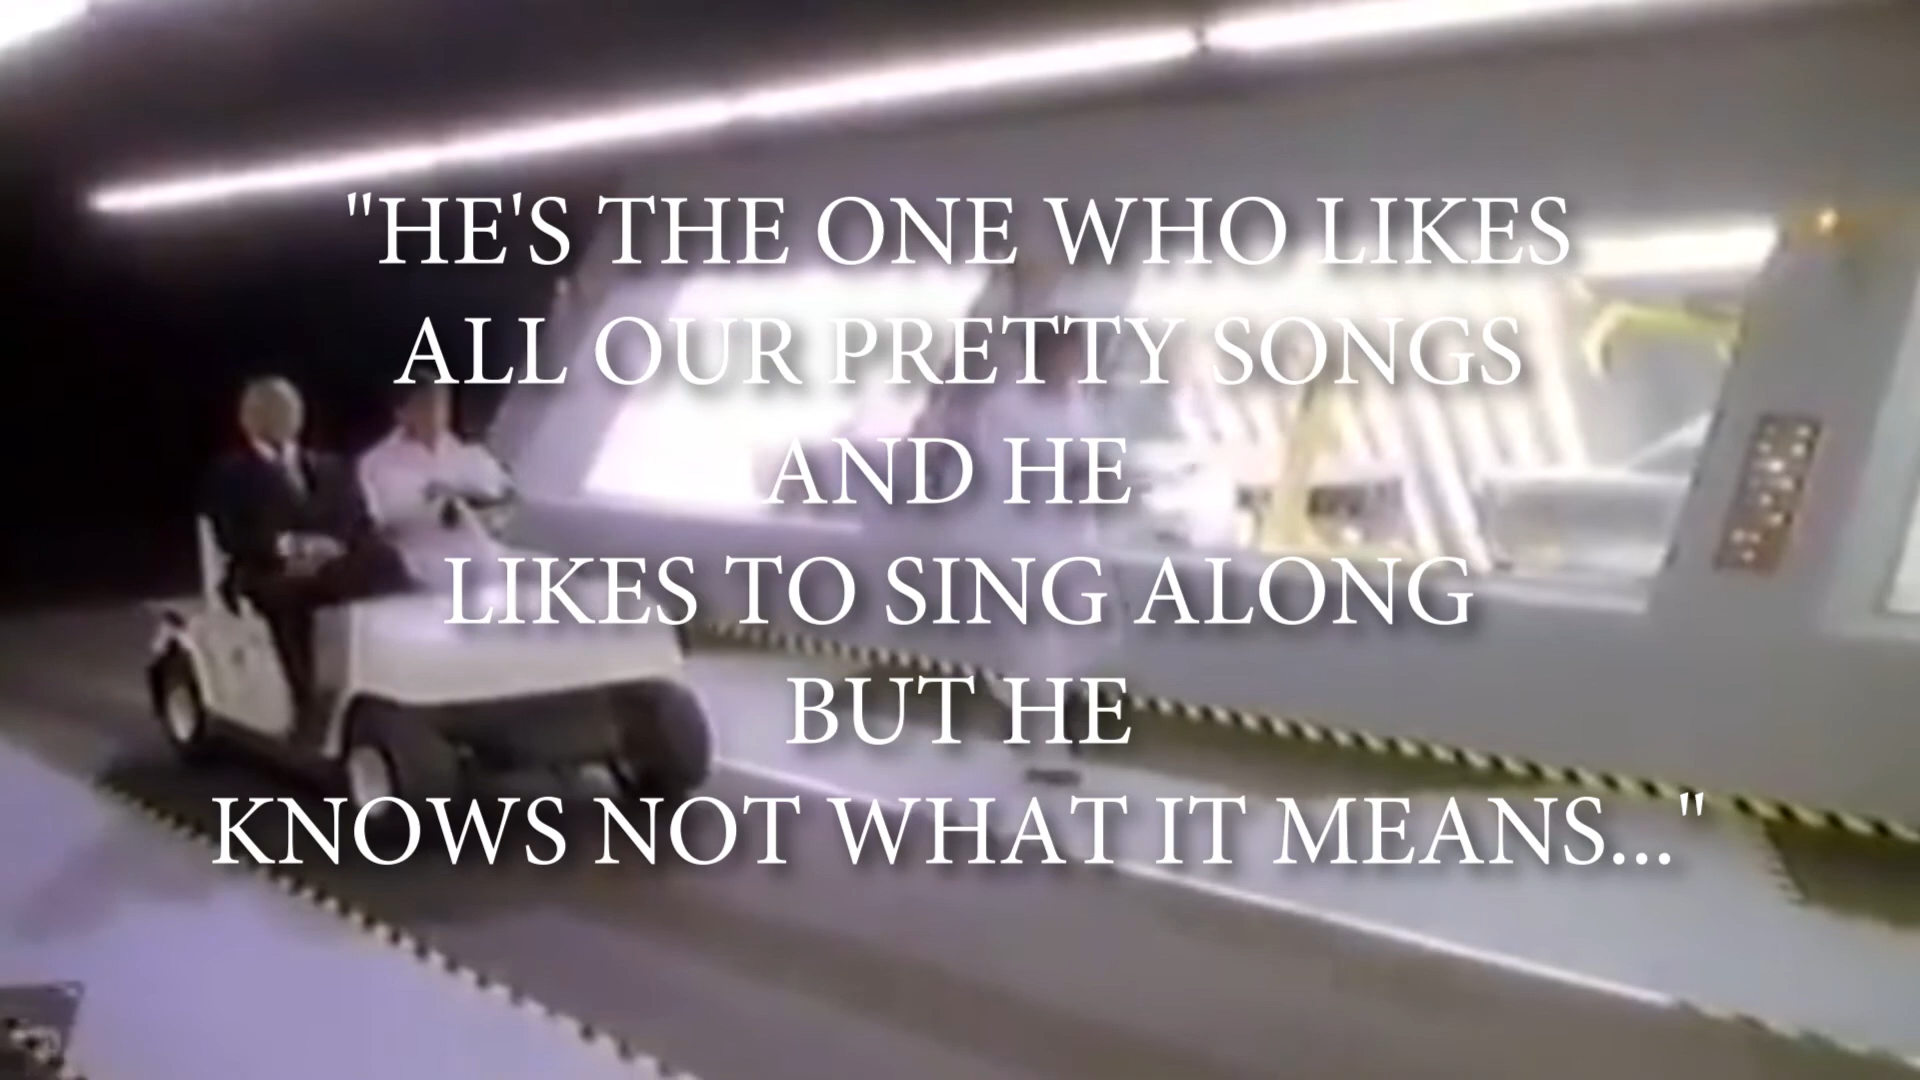 "HE'S THE ONE WHO LIKES
ALL OUR PRETTY SONGS
AND HE
LIKES TO SING ALONG
BUT HE
KNOWS NOT WHAT IT MEANS..."